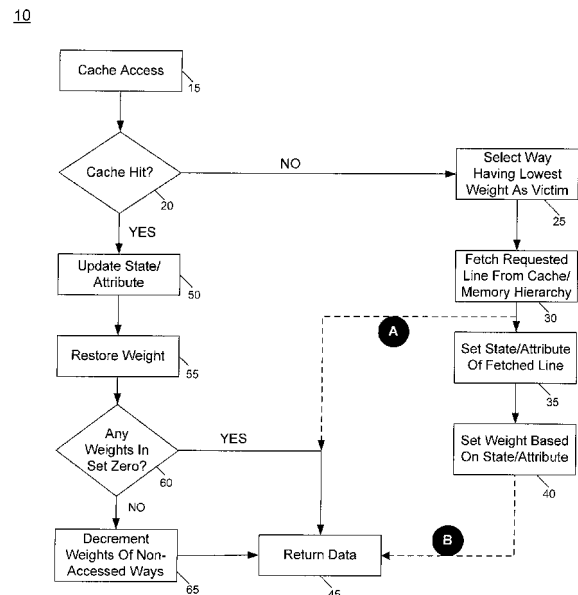 10
Cache Access
15
Cache Hit?
20
NO
Select Way
Having Lowest
Weight As Victim
25
YES
Update State/
Attribute
50
Fetch Requested
Line From Cache/
Memory Hierarchy
30
A
Restore Weight
55
Set State/Attribute
Of Fetched Line
35
Any
Weights In
Set Zero?
60
YES
Set Weight Based
On State/Attribute
40
NO
Decrement
Weights Of Non-
Accessed Ways
65
Return Data
45
B